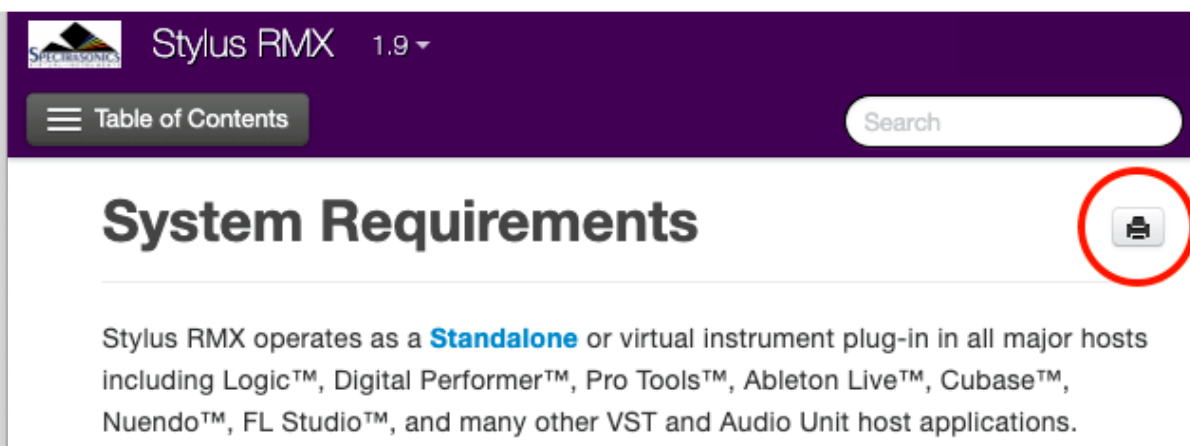 SPECTRASONICS
Stylus RMX 1.9
Table of Contents
Search
System Requirements
Stylus RMX operates as a Standalone or virtual instrument plug-in in all major hosts
including Logic™, Digital Performer™, Pro Tools™, Ableton Live™, Cubase™,
Nuendo™, FL Studio™, and many other VST and Audio Unit host applications.